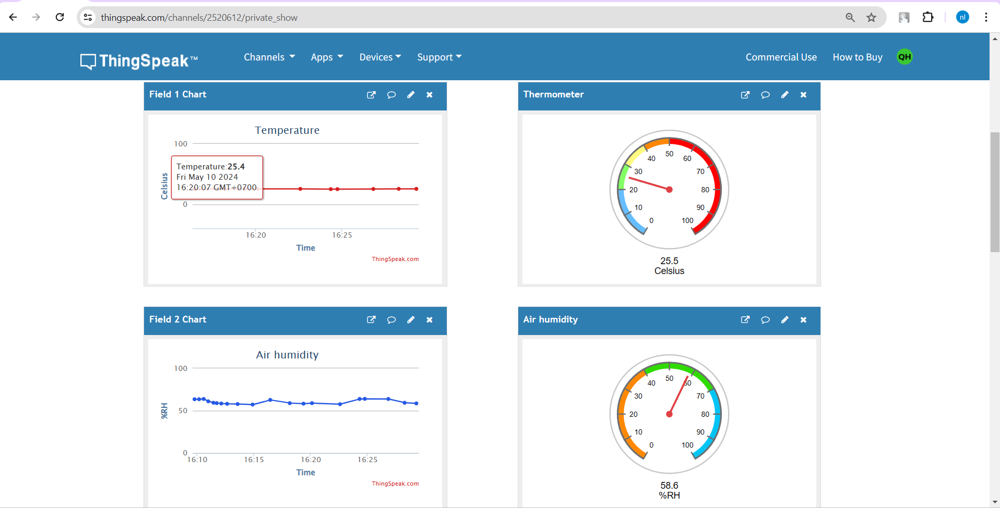 thingspeak.com/channels/2520612/private_show
nl
ThingSpeak™
Channels
Apps
Devices
Support
Commercial Use
How to Buy
QH
Field 1 Chart
Temperature
100
0
Celsius
Temperature:25.4
Fri May 10 2024
16:20:07 GMT+0700
16:20
16:25
Time
ThingSpeak.com
Thermometer
0
10
20
30
40
50
60
70
80
90
100
25.5
Celsius
Field 2 Chart
Air humidity
100
50
0
%RH
16:10
16:15
16:20
16:25
Time
ThingSpeak.com
Air humidity
0
10
20
30
40
50
60
70
80
90
100
58.6
%RH